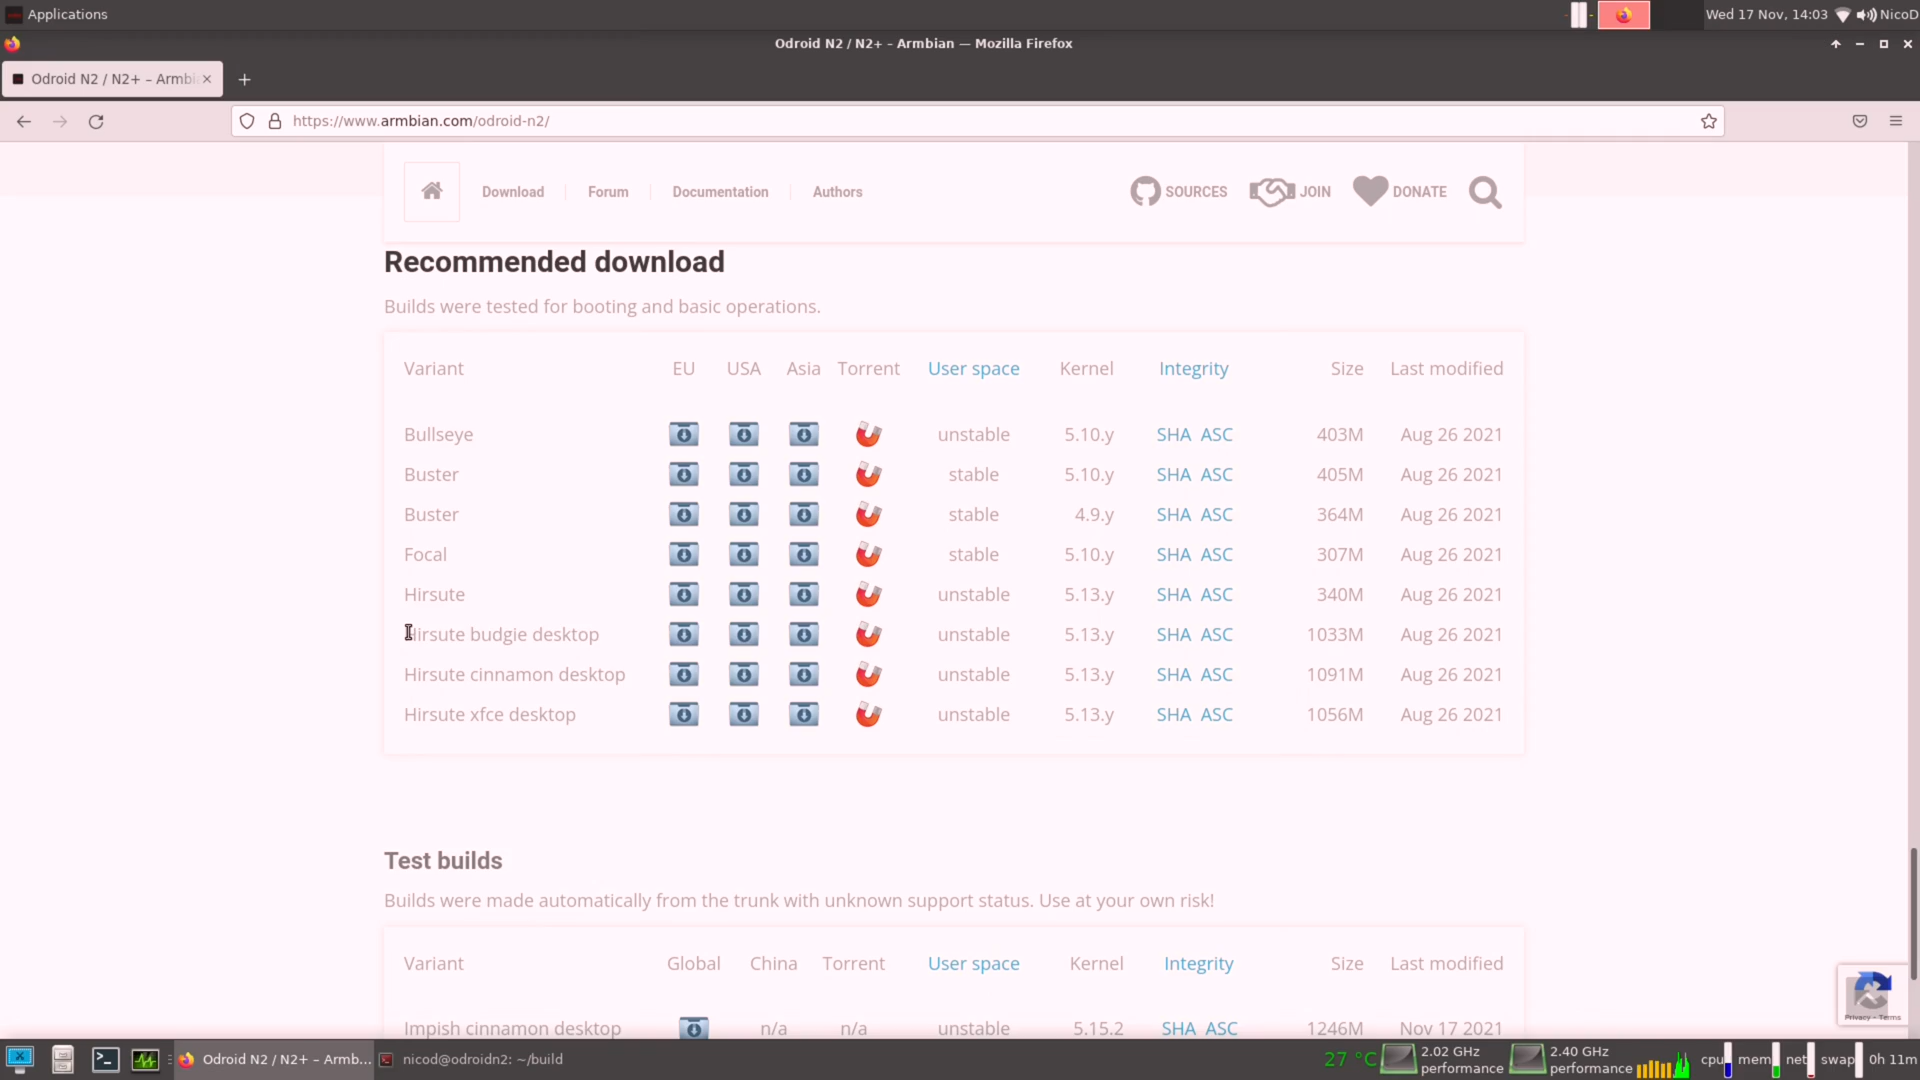 Applications Wed 17 Nov, 14:03 NicoD
Odroid N2 / N2+ – Armbian — Mozilla Firefox
Odroid N2 / N2+ – Armbi
https://www.armbian.com/odroid-n2/
Download Forum Documentation Authors SOURCES JOIN DONATE
Recommended download
Builds were tested for booting and basic operations.
Variant EU USA Asia Torrent User space Kernel Integrity Size Last modified
Bullseye unstable 5.10.y SHA ASC 403M Aug 26 2021
Buster stable 5.10.y SHA ASC 405M Aug 26 2021
Buster stable 4.9.y SHA ASC 364M Aug 26 2021
Focal stable 5.10.y SHA ASC 307M Aug 26 2021
Hirsute unstable 5.13.y SHA ASC 340M Aug 26 2021
Hirsute budgie desktop unstable 5.13.y SHA ASC 1033M Aug 26 2021
Hirsute cinnamon desktop unstable 5.13.y SHA ASC 1091M Aug 26 2021
Hirsute xfce desktop unstable 5.13.y SHA ASC 1056M Aug 26 2021
Test builds
Builds were made automatically from the trunk with unknown support status. Use at your own risk!
Variant Global China Torrent User space Kernel Integrity Size Last modified
Impish cinnamon desktop n/a n/a unstable 5.15.2 SHA ASC 1246M Nov 17 2021
Privacy - Terms
Odroid N2 / N2+ – Armb... nicod@odroidn2: ~/build 27 °C 2.02 GHz performance 2.40 GHz performance cpu mem net swap 0h 11m